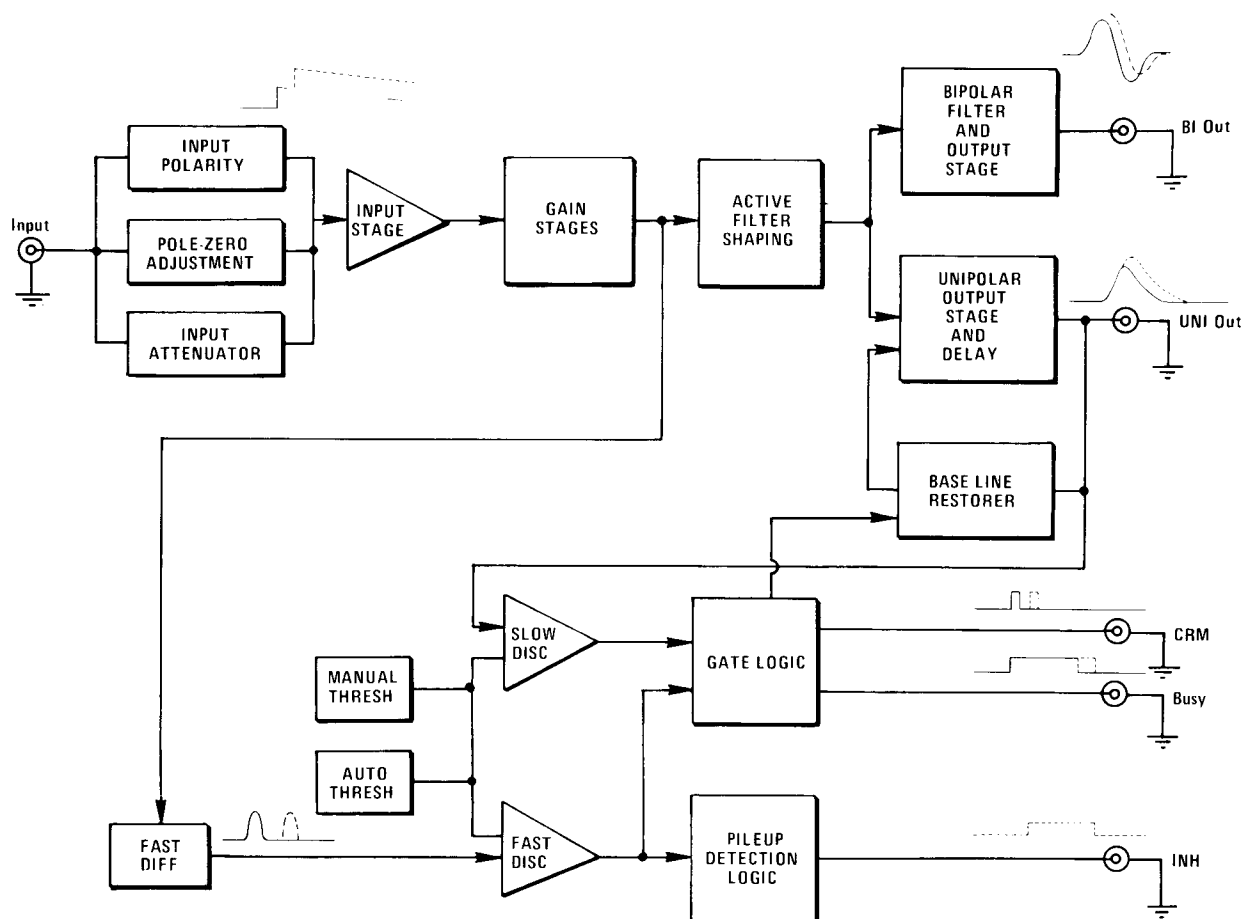 BIPOLAR
FILTER
AND
OUTPUT
STAGE
BI Out
INPUT
POLARITY
INPUT
STAGE
GAIN
STAGES
ACTIVE
FILTER
SHAPING
Input
POLE-ZERO
ADJUSTMENT
INPUT
ATTENUATOR
UNIPOLAR
OUTPUT
STAGE
AND
DELAY
UNI Out
BASE LINE
RESTORER
SLOW
DISC
GATE LOGIC
CRM
MANUAL
THRESH
Busy
AUTO
THRESH
FAST
DIFF
FAST
DISC
PILEUP
DETECTION
LOGIC
INH